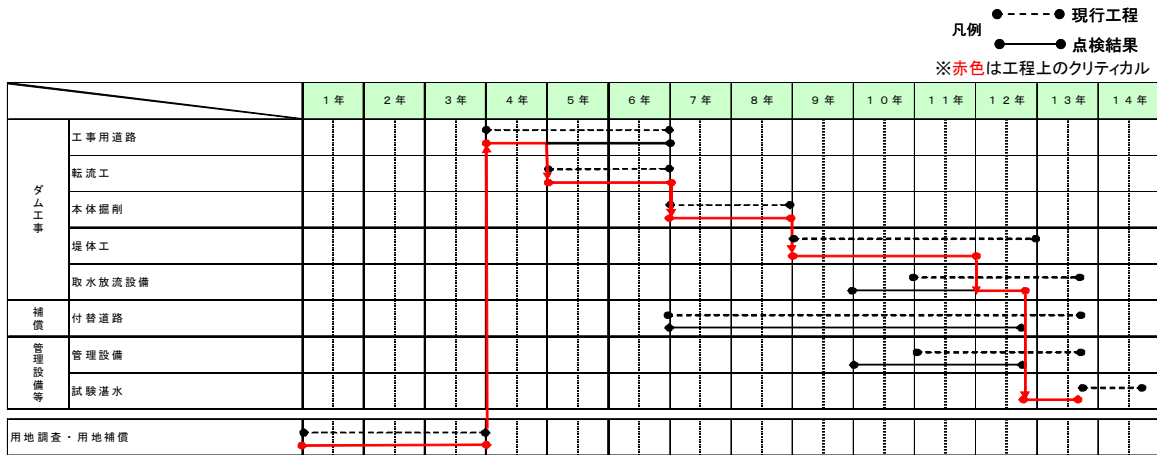 凡例
現行工程
点検結果
※赤色は工程上のクリティカル
1年 2年 3年 4年 5年 6年 7年 8年 9年 10年 11年 12年 13年 14年
ダム工事
工事用道路
転流工
本体掘削
堤体工
取水放流設備
補償
付替道路
管理設備等
管理設備
試験湛水
用地調査・用地補償